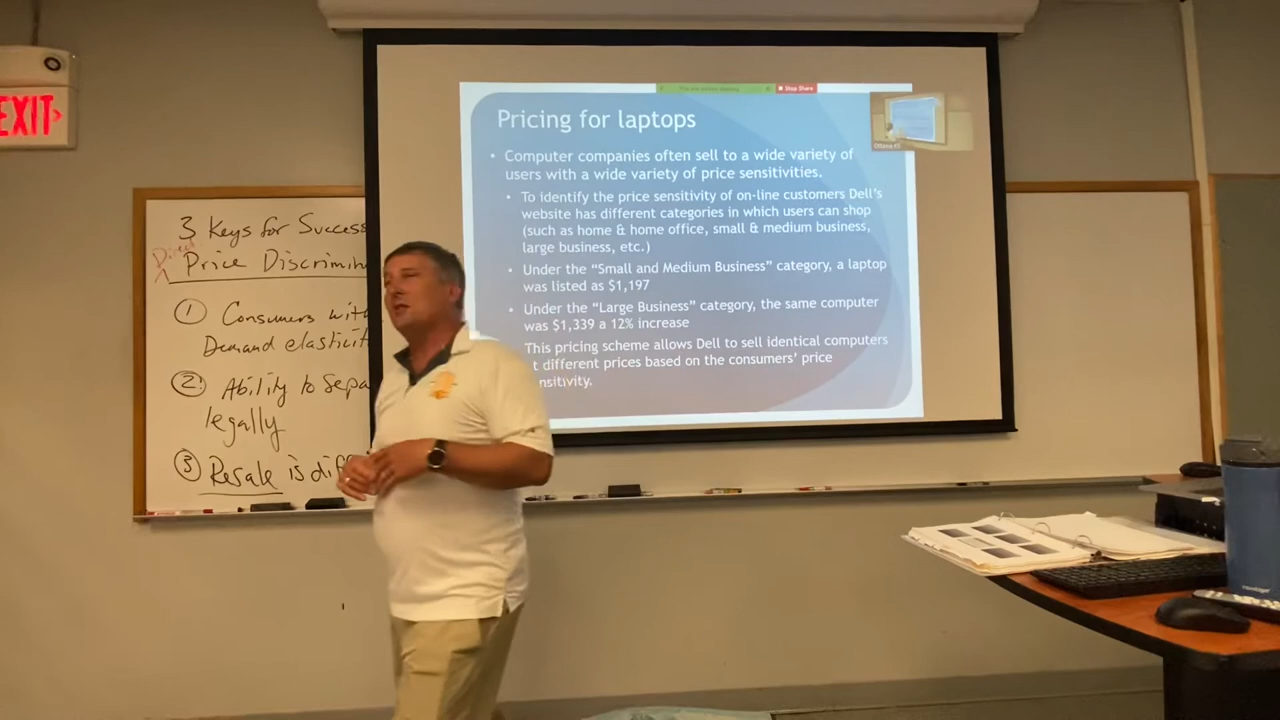 EXIT
3 Keys for Success
Direct
Price Discrimin
① Consumers with
Demand elasticit
② Ability to Sepa
legally
③ Resale is diff
Stop Share
Pricing for laptops
• Computer companies often sell to a wide variety of
users with a wide variety of price sensitivities.
• To identify the price sensitivity of on-line customers Dell's
website has different categories in which users can shop
(such as home & home office, small & medium business,
large business, etc.)
• Under the “Small and Medium Business” category, a laptop
was listed as $1,197
• Under the “Large Business” category, the same computer
was $1,339 a 12% increase
This pricing scheme allows Dell to sell identical computers
t different prices based on the consumers' price
nsitivity.